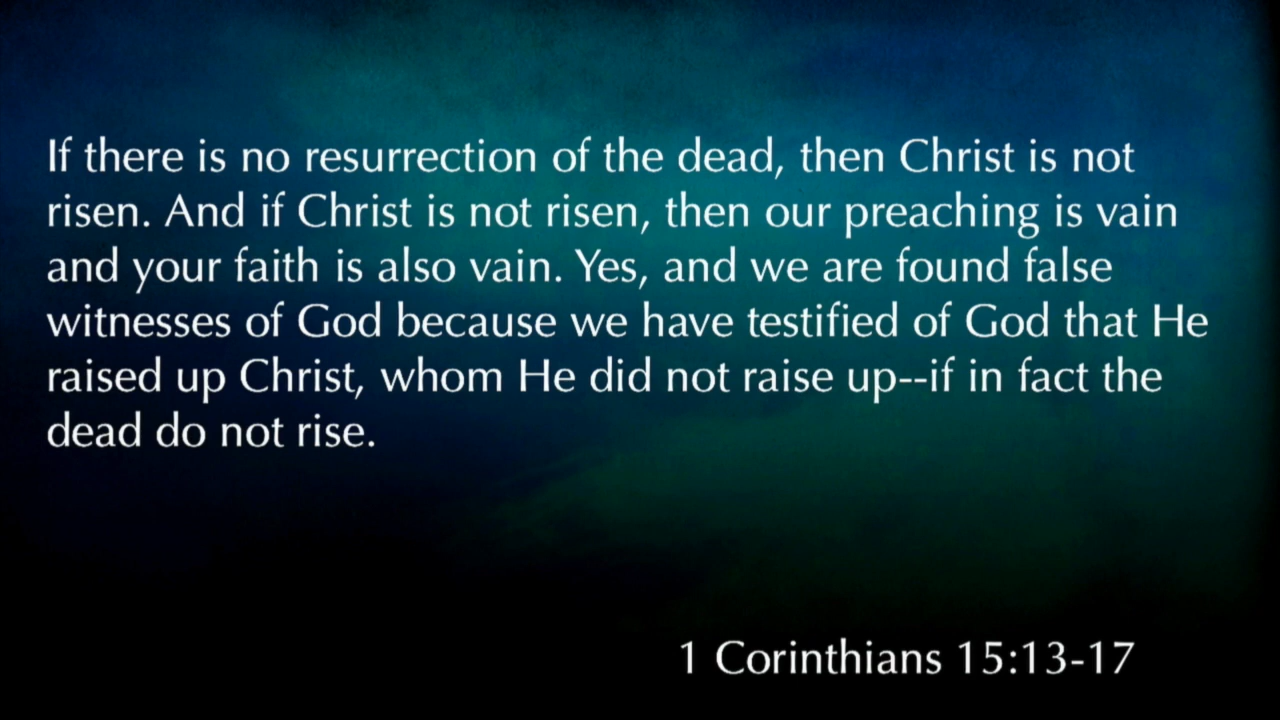 If there is no resurrection of the dead, then Christ is not
risen. And if Christ is not risen, then our preaching is vain
and your faith is also vain. Yes, and we are found false
witnesses of God because we have testified of God that He
raised up Christ, whom He did not raise up--if in fact the
dead do not rise.
1 Corinthians 15:13-17